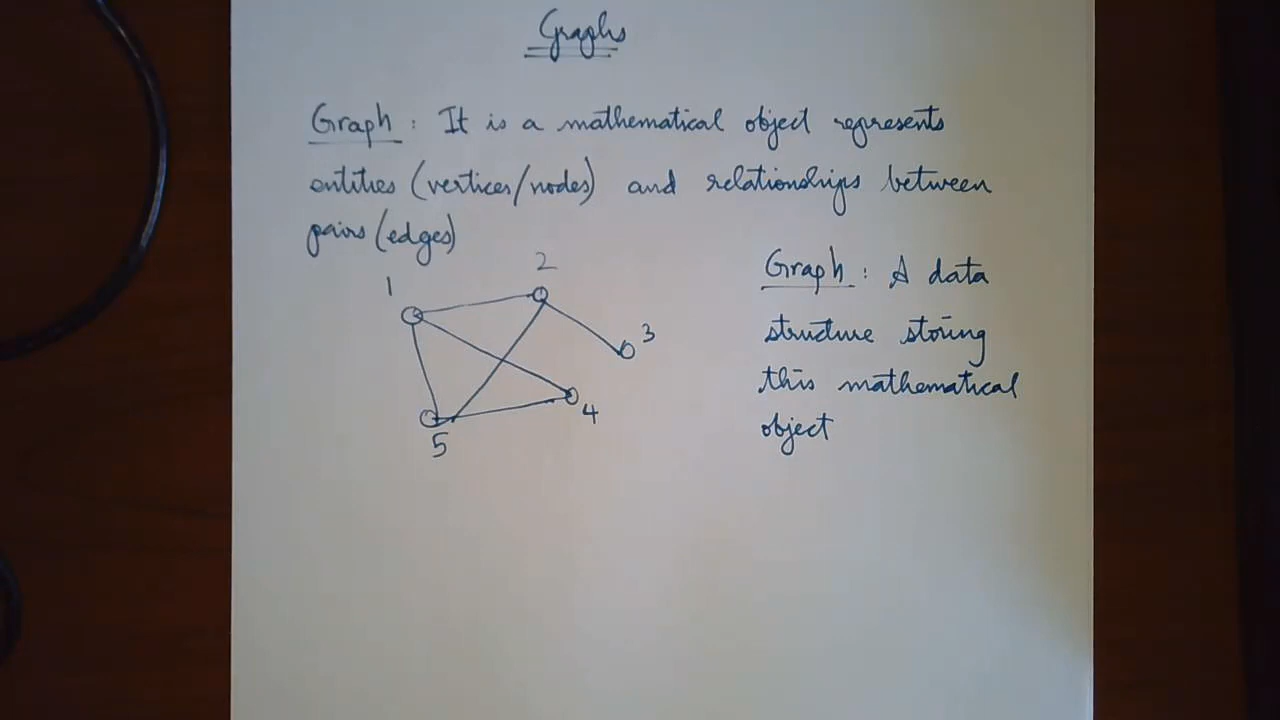 Graphs
Graph : It is a mathematical object represents
entities (vertices/nodes) and relationships between
pairs (edges)
1
2
3
4
5
Graph : A data
structure storing
this mathematical
object